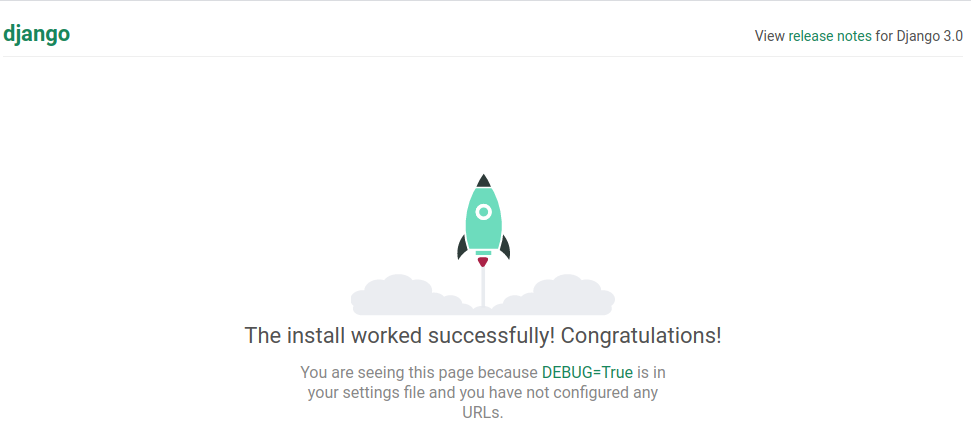 django
View release notes for Django 3.0
The install worked successfully! Congratulations!
You are seeing this page because DEBUG=True is in
your settings file and you have not configured any
URLs.